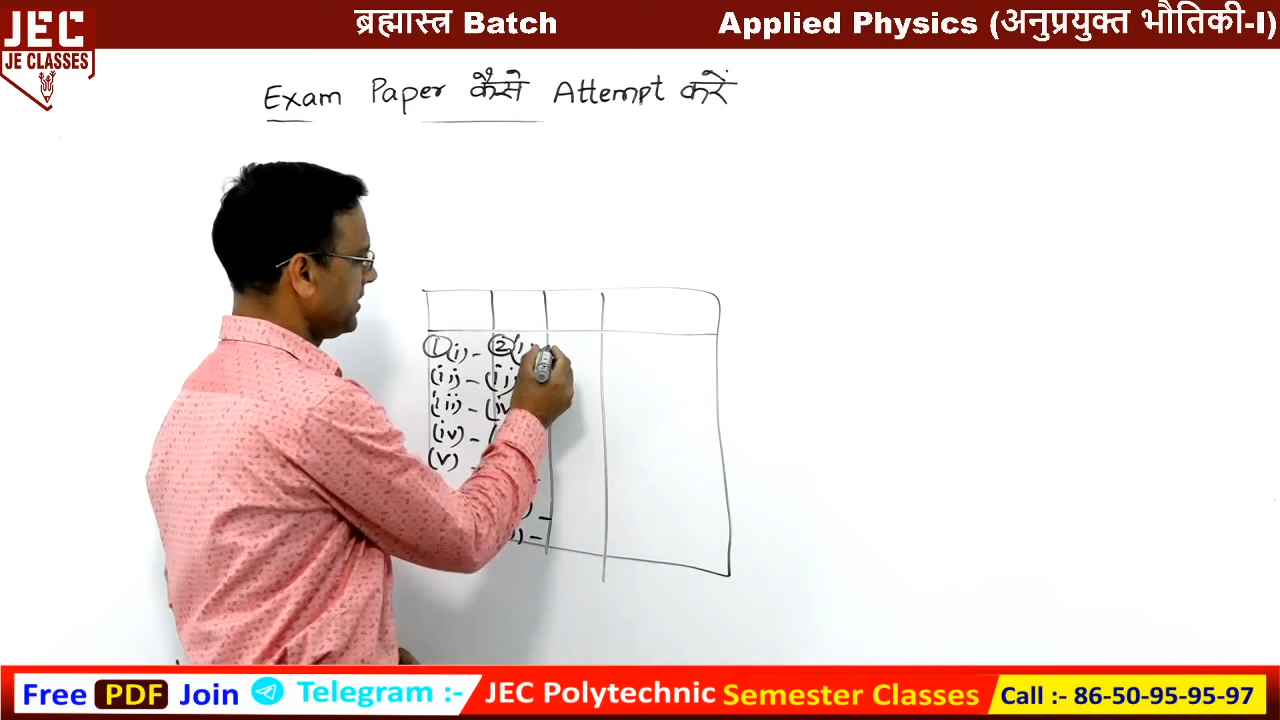 JEC
JE CLASSES
ब्रह्मास्त्र Batch
Applied Physics (अनुप्रयुक्त भौतिकी-I)
Exam Paper कैसे Attempt करें
① (i) - ② (i
(ii) - (ii)
(iii) - (iv
(iv) - (
(v) -
) -
) -
Free PDF Join Telegram :- JEC Polytechnic Semester Classes Call :- 86-50-95-95-97